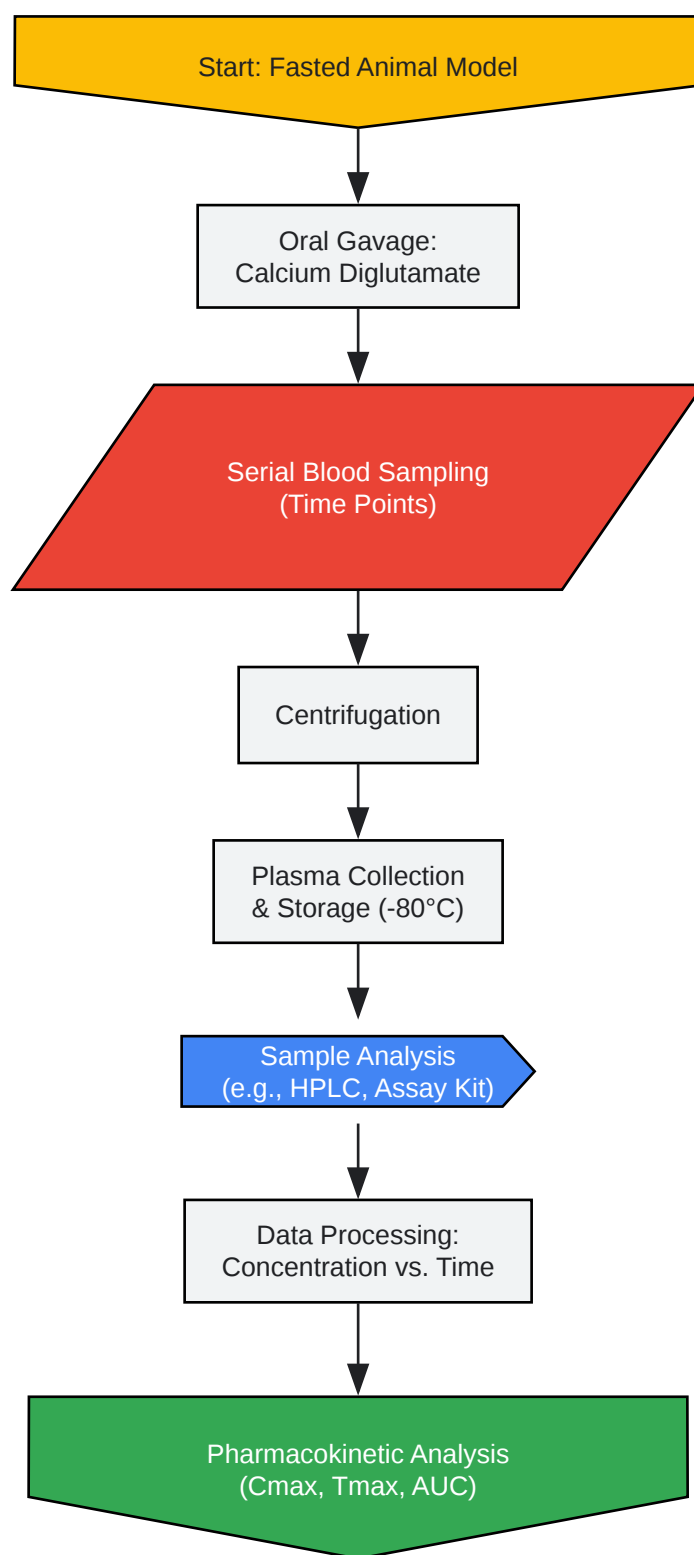 Start: Fasted Animal Model
Oral Gavage:
Calcium Diglutamate
Serial Blood Sampling
(Time Points)
Centrifugation
Plasma Collection
& Storage (-80°C)
Sample Analysis
(e.g., HPLC, Assay Kit)
Data Processing:
Concentration vs. Time
Pharmacokinetic Analysis
(Cmax, Tmax, AUC)